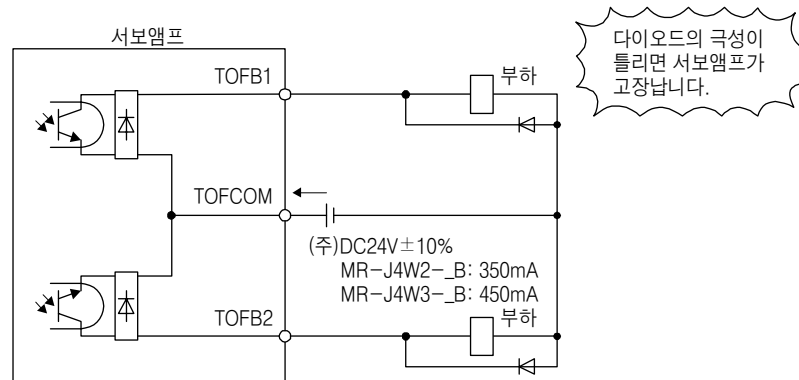 서보앰프
다이오드의 극성이
틀리면 서보앰프가
고장납니다.
TOFB1
부하
TOFCOM
(주)DC24V±10%
MR-J4W2-_B: 350mA
MR-J4W3-_B: 450mA
TOFB2
부하